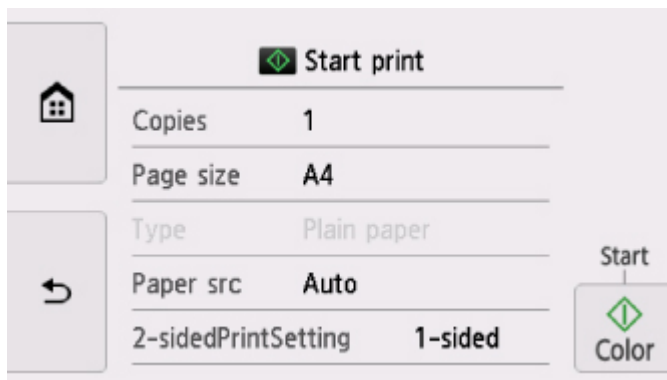 Start print
Copies 1
Page size A4
Type Plain paper
Paper src Auto
2-sidedPrintSetting 1-sided
Start
Color